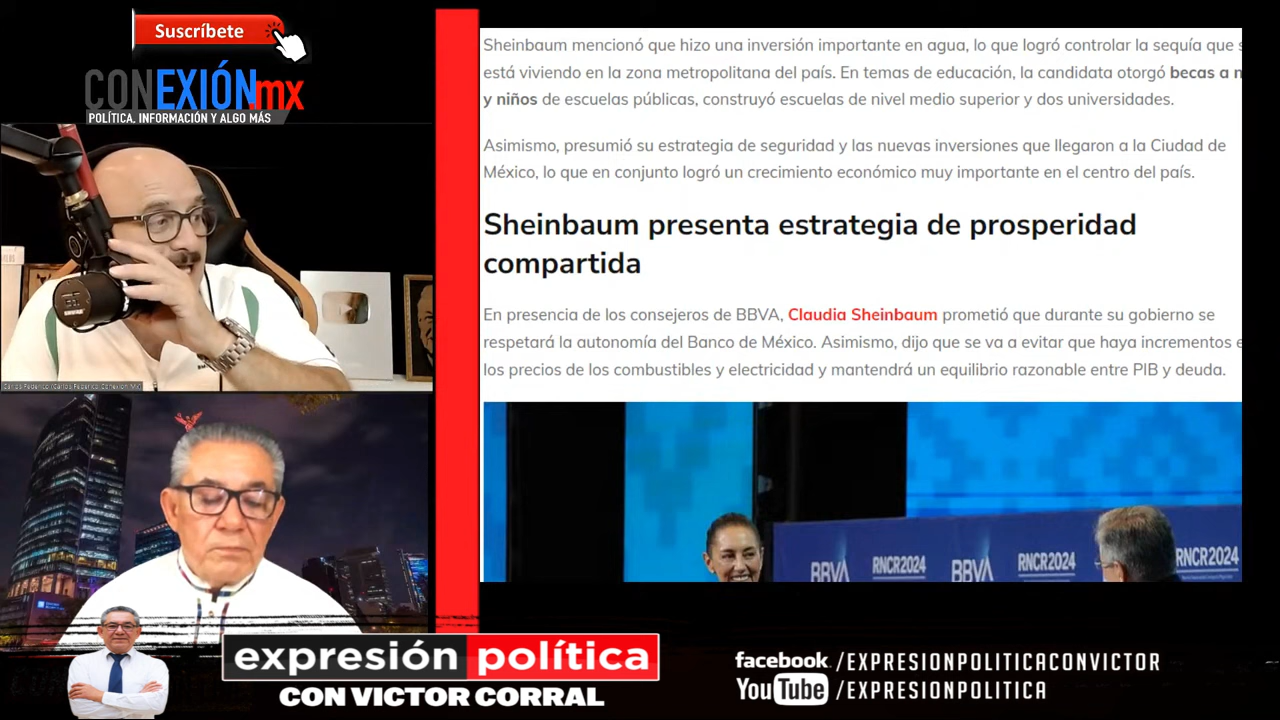 Suscríbete
CONEXIÓNmx
POLÍTICA, INFORMACIÓN Y ALGO MÁS
Carlos Federico (Carlos Federico Conexion Mx)
Sheinbaum mencionó que hizo una inversión importante en agua, lo que logró controlar la sequía que
está viviendo en la zona metropolitana del país. En temas de educación, la candidata otorgó becas a
y niños de escuelas públicas, construyó escuelas de nivel medio superior y dos universidades.
Asimismo, presumió su estrategia de seguridad y las nuevas inversiones que llegaron a la Ciudad de
México, lo que en conjunto logró un crecimiento económico muy importante en el centro del país.
Sheinbaum presenta estrategia de prosperidad
compartida
En presencia de los consejeros de BBVA, Claudia Sheinbaum prometió que durante su gobierno se
respetará la autonomía del Banco de México. Asimismo, dijo que se va a evitar que haya incrementos
los precios de los combustibles y electricidad y mantendrá un equilibrio razonable entre PIB y deuda.
BBVA RNCR2024 BBVA RNCR2024 RNCR2024
expresión política
CON VICTOR CORRAL
facebook /EXPRESIONPOLITICACONVICTOR
YouTube /EXPRESIONPOLITICA